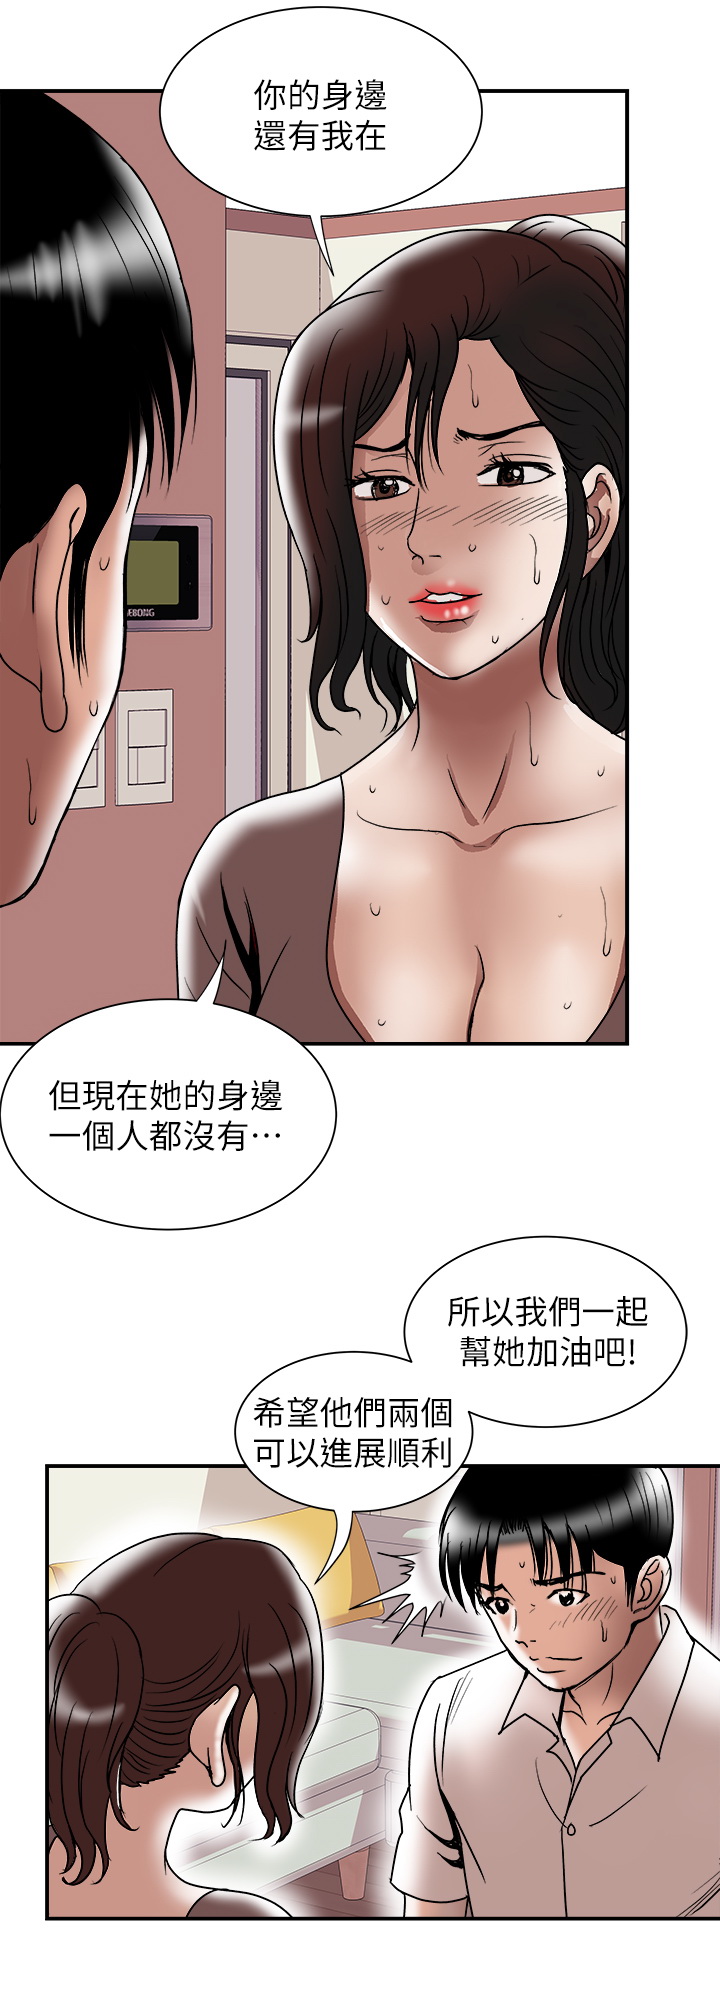 你的身邊
還有我在
EBONG
但現在她的身邊
一個人都沒有…
所以我們一起
幫她加油吧!
希望他們兩個
可以進展順利